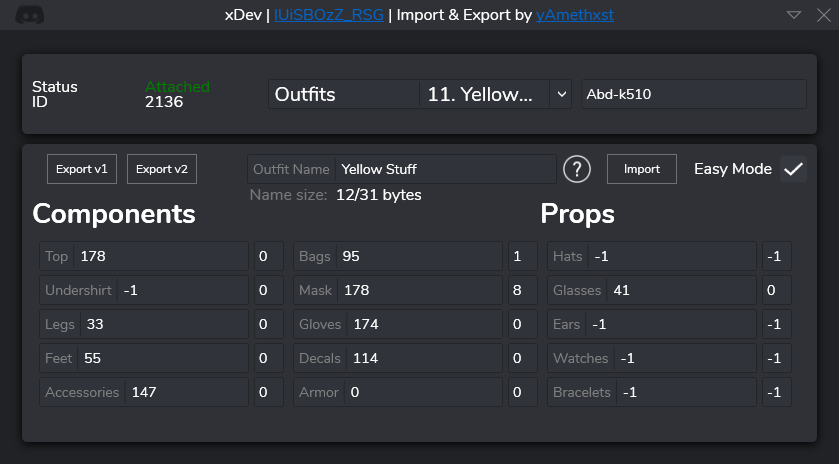 xDev | IUiSBOzZ_RSG | Import & Export by yAmethxst
Status Attached
ID 2136
Outfits 11. Yellow... Abd-k510
Export v1 Export v2 Outfit Name Yellow Stuff ? Import Easy Mode
Name size: 12/31 bytes
Components Props
Top 178 0 Bags 95 1 Hats -1 -1
Undershirt -1 0 Mask 178 8 Glasses 41 0
Legs 33 0 Gloves 174 0 Ears -1 -1
Feet 55 0 Decals 114 0 Watches -1 -1
Accessories 147 0 Armor 0 0 Bracelets -1 -1